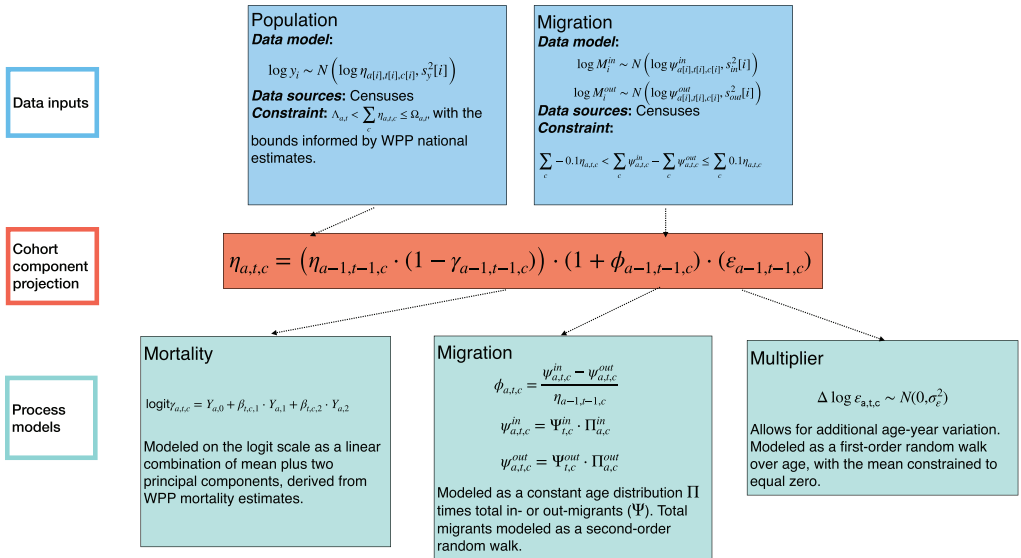 Data inputs
Population
Data model:
log y_i ∼ N ( log η_{a[i],t[i],c[i]}, s_y^2[i] )
Data sources: Censuses
Constraint: Λ_{a,t} < ∑_c η_{a,t,c} ≤ Ω_{a,t}, with the
bounds informed by WPP national
estimates.
Migration
Data model:
log M_i^{in} ∼ N ( log ψ^{in}_{a[i],t[i],c[i]}, s_{in}^2[i] )
log M_i^{out} ∼ N ( log ψ^{out}_{a[i],t[i],c[i]}, s_{out}^2[i] )
Data sources: Censuses
Constraint:
∑_c − 0.1η_{a,t,c} < ∑_c ψ^{in}_{a,t,c} − ∑_c ψ^{out}_{a,t,c} ≤ ∑_c 0.1η_{a,t,c}
Cohort
component
projection
η_{a,t,c} = (η_{a−1,t−1,c} · (1 − γ_{a−1,t−1,c})) · (1 + ϕ_{a−1,t−1,c}) · (ε_{a−1,t−1,c})
Process
models
Mortality
logitγ_{a,t,c} = Y_{a,0} + β_{t,c,1} · Y_{a,1} + β_{t,c,2} · Y_{a,2}
Modeled on the logit scale as a linear
combination of mean plus two
principal components, derived from
WPP mortality estimates.
Migration
ϕ_{a,t,c} = (ψ^{in}_{a,t,c} − ψ^{out}_{a,t,c}) / η_{a−1,t−1,c}
ψ^{in}_{a,t,c} = Ψ^{in}_{t,c} · Π^{in}_{a,c}
ψ^{out}_{a,t,c} = Ψ^{out}_{t,c} · Π^{out}_{a,c}
Modeled as a constant age distribution Π
times total in- or out-migrants (Ψ). Total
migrants modeled as a second-order
random walk.
Multiplier
Δ log ε_{a,t,c} ∼ N(0,σ_ε^2)
Allows for additional age-year variation.
Modeled as a first-order random walk
over age, with the mean constrained to
equal zero.